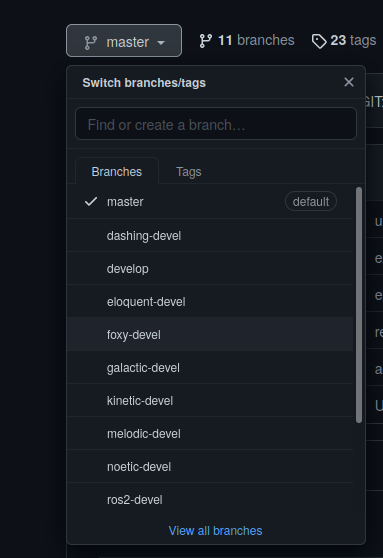 master 11 branches 23 tags
Switch branches/tags
Find or create a branch…
Branches Tags
master default
dashing-devel
develop
eloquent-devel
foxy-devel
galactic-devel
kinetic-devel
melodic-devel
noetic-devel
ros2-devel
View all branches